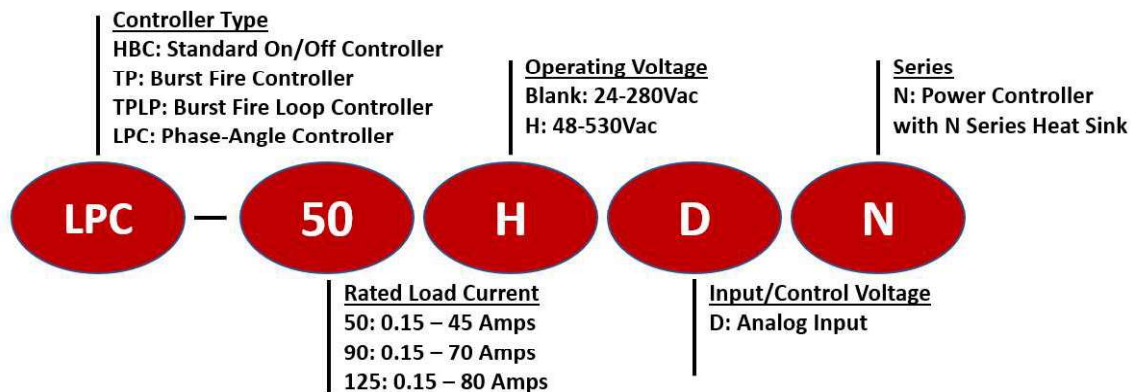 Controller Type
HBC: Standard On/Off Controller
TP: Burst Fire Controller
TPLP: Burst Fire Loop Controller
LPC: Phase-Angle Controller
Operating Voltage
Blank: 24-280Vac
H: 48-530Vac
Series
N: Power Controller
with N Series Heat Sink
LPC – 50 H D N
Rated Load Current
50: 0.15 – 45 Amps
90: 0.15 – 70 Amps
125: 0.15 – 80 Amps
Input/Control Voltage
D: Analog Input